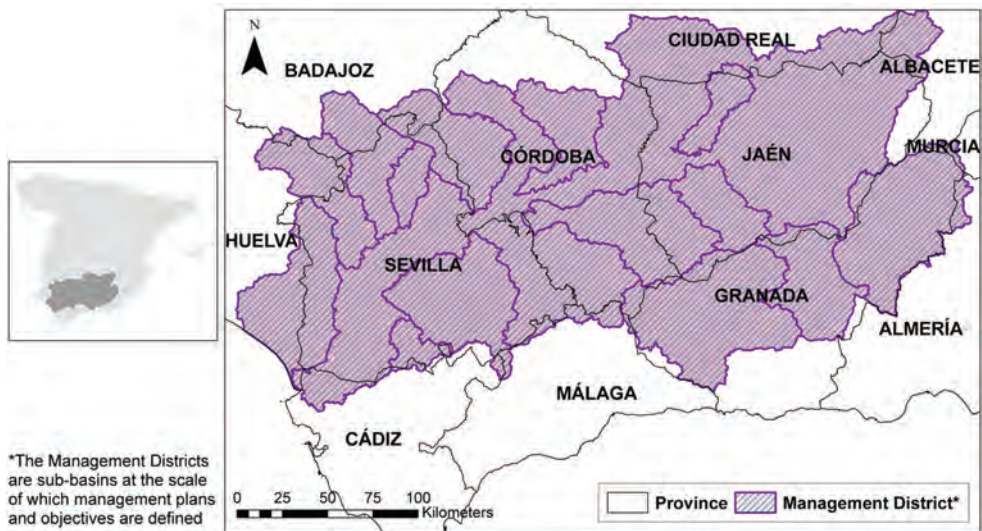 N
CIUDAD REAL
BADAJOZ
ALBACETE
MURCIA
CÓRDOBA
JAÉN
HUELVA
SEVILLA
GRANADA
ALMERÍA
MÁLAGA
CÁDIZ
*The Management Districts
are sub-basins at the scale
of which management plans
and objectives are defined
0 25 50 75 100
Kilometers
Province Management District*